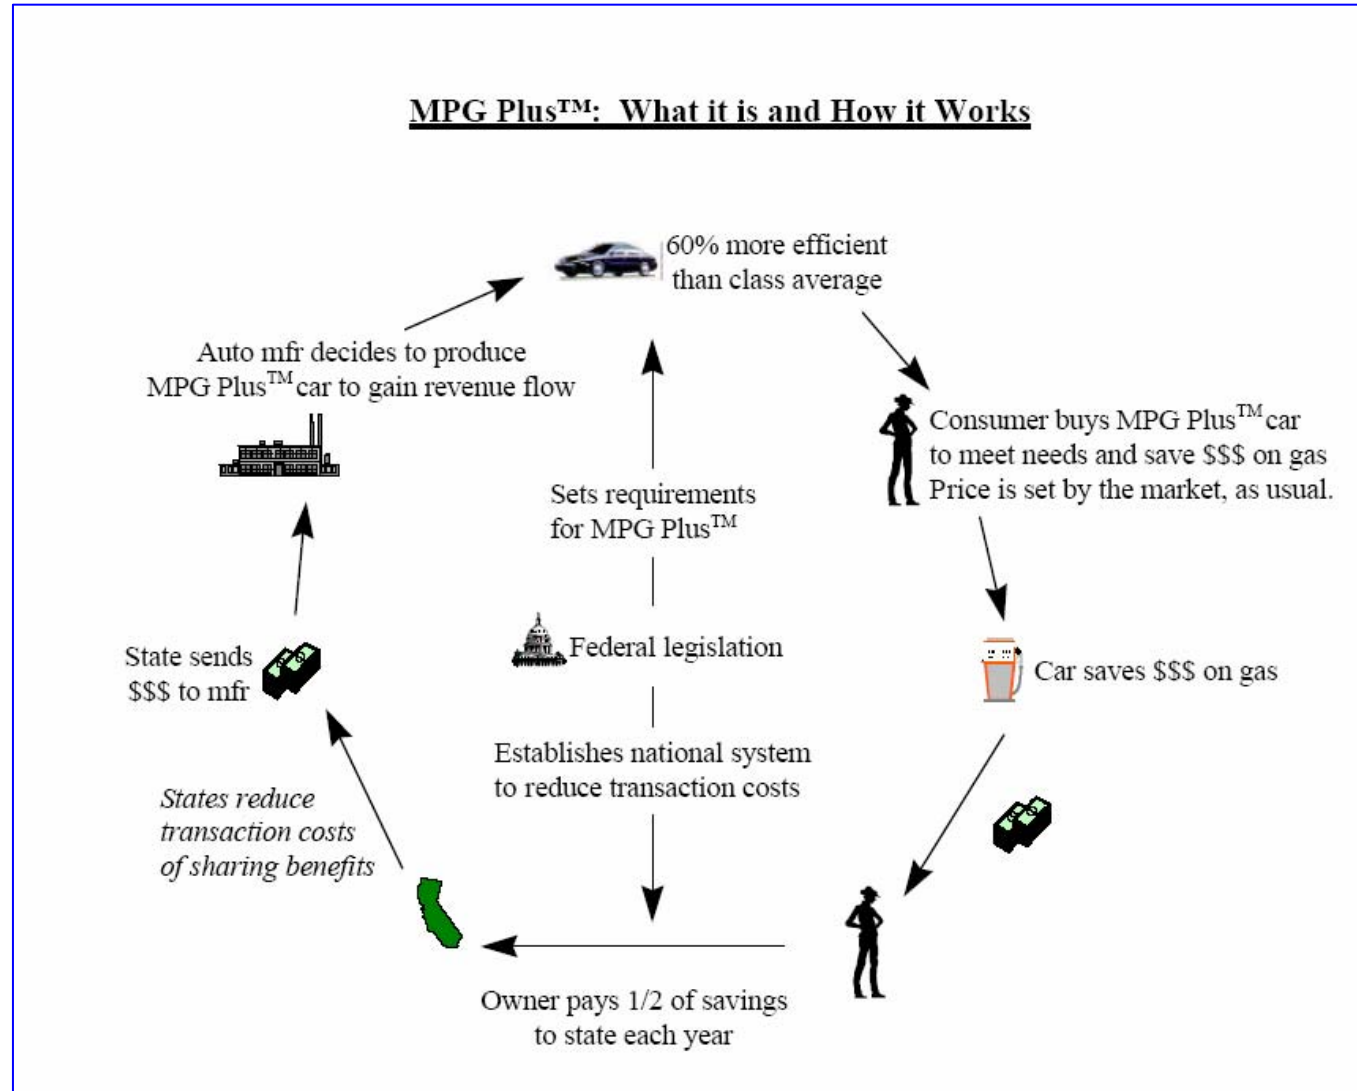 MPG Plus™: What it is and How it Works
60% more efficient
than class average
Auto mfr decides to produce
MPG Plus™ car to gain revenue flow
Consumer buys MPG Plus™ car
to meet needs and save $$$ on gas
Price is set by the market, as usual.
Sets requirements
for MPG Plus™
Federal legislation
State sends
$$$ to mfr
Car saves $$$ on gas
Establishes national system
to reduce transaction costs
States reduce
transaction costs
of sharing benefits
Owner pays 1/2 of savings
to state each year